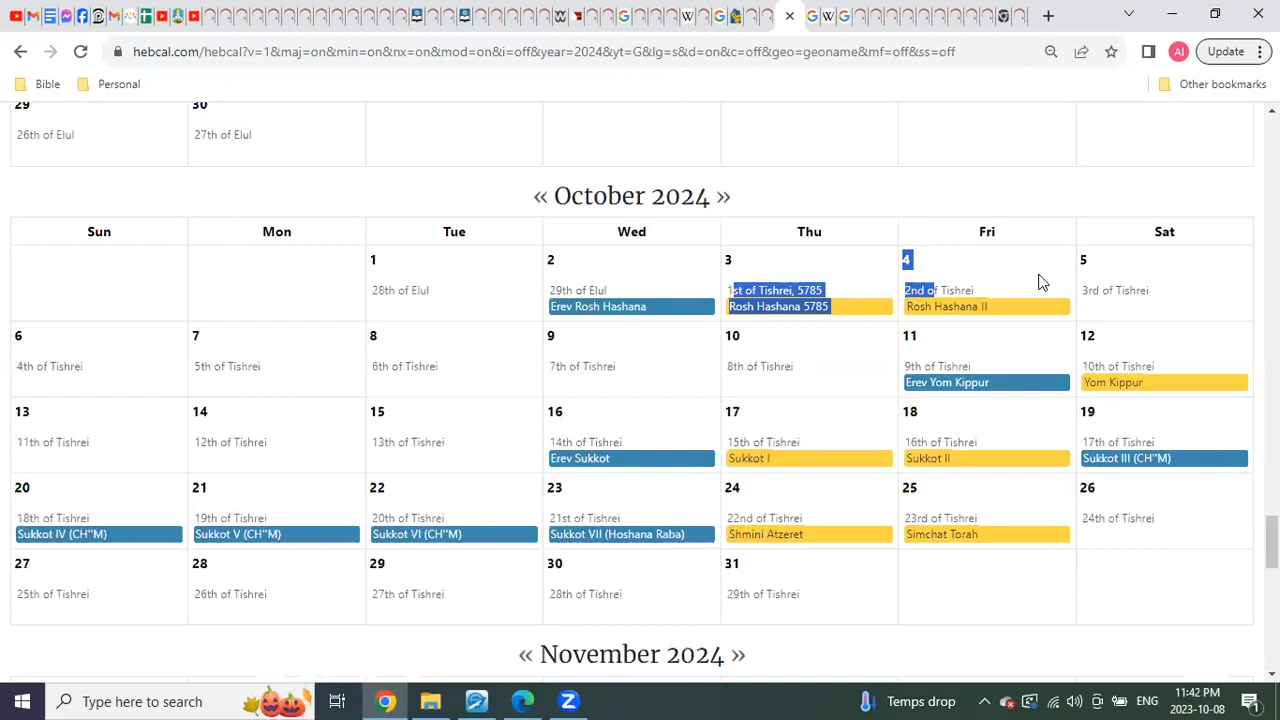 hebcal.com/hebcal?v=1&maj=on&min=on&nx=on&mod=on&i=off&year=2024&yt=G&lg=s&d=on&c=off&geo=geoname&mf=off&ss=off
AI
Update
Bible
Personal
Other bookmarks
29
30
26th of Elul
27th of Elul
« October 2024 »
Sun Mon Tue Wed Thu Fri Sat
1 2 3 4 5
28th of Elul 29th of Elul 1st of Tishrei, 5785 2nd of Tishrei 3rd of Tishrei
Erev Rosh Hashana Rosh Hashana 5785 Rosh Hashana II
6 7 8 9 10 11 12
4th of Tishrei 5th of Tishrei 6th of Tishrei 7th of Tishrei 8th of Tishrei 9th of Tishrei 10th of Tishrei
Erev Yom Kippur Yom Kippur
13 14 15 16 17 18 19
11th of Tishrei 12th of Tishrei 13th of Tishrei 14th of Tishrei 15th of Tishrei 16th of Tishrei 17th of Tishrei
Erev Sukkot Sukkot I Sukkot II Sukkot III (CH''M)
20 21 22 23 24 25 26
18th of Tishrei 19th of Tishrei 20th of Tishrei 21st of Tishrei 22nd of Tishrei 23rd of Tishrei 24th of Tishrei
Sukkot IV (CH''M) Sukkot V (CH''M) Sukkot VI (CH''M) Sukkot VII (Hoshana Raba) Shmini Atzeret Simchat Torah
27 28 29 30 31
25th of Tishrei 26th of Tishrei 27th of Tishrei 28th of Tishrei 29th of Tishrei
« November 2024 »
Type here to search
Temps drop
ENG
11:42 PM
2023-10-08
1